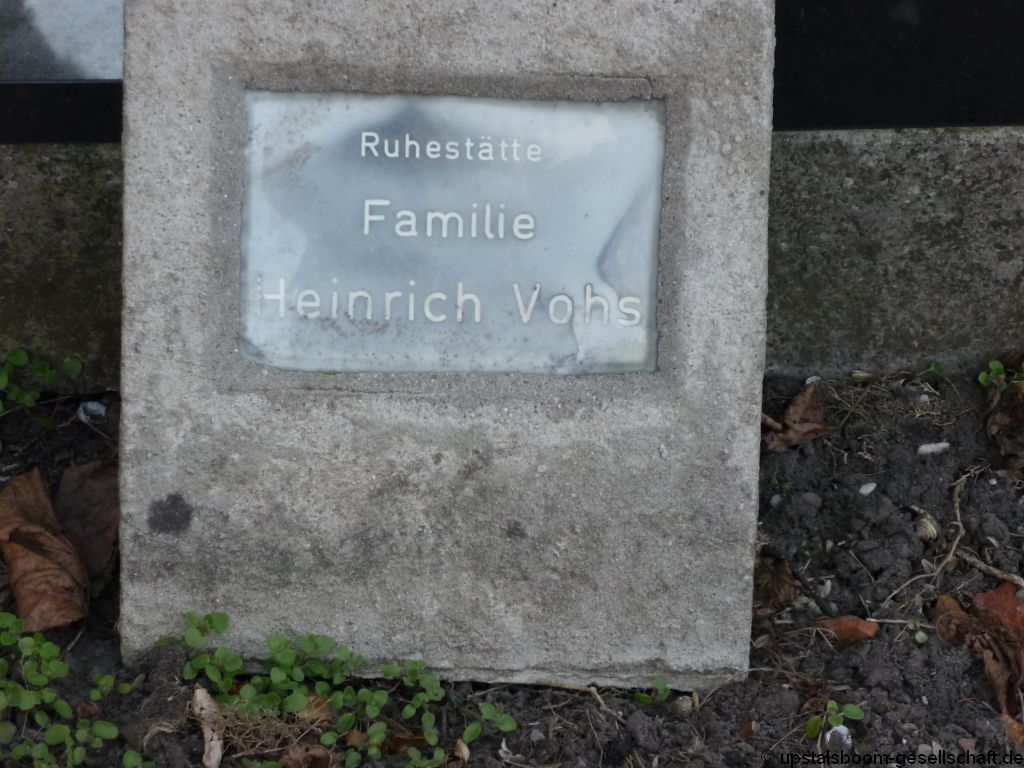 Ruhestätte
Familie
Heinrich Vohs
© upstalsboom-gesellschaft.de